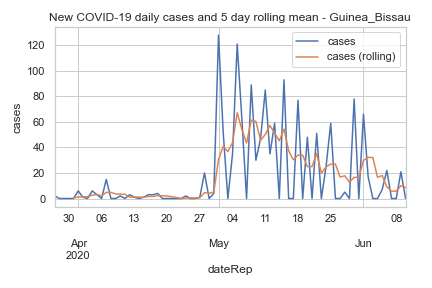 New COVID-19 daily cases and 5 day rolling mean - Guinea_Bissau
cases
cases (rolling)
120
100
80
60
40
20
0
cases
30 06 13 20 27 04 11 18 25 08
Apr May Jun
2020
dateRep